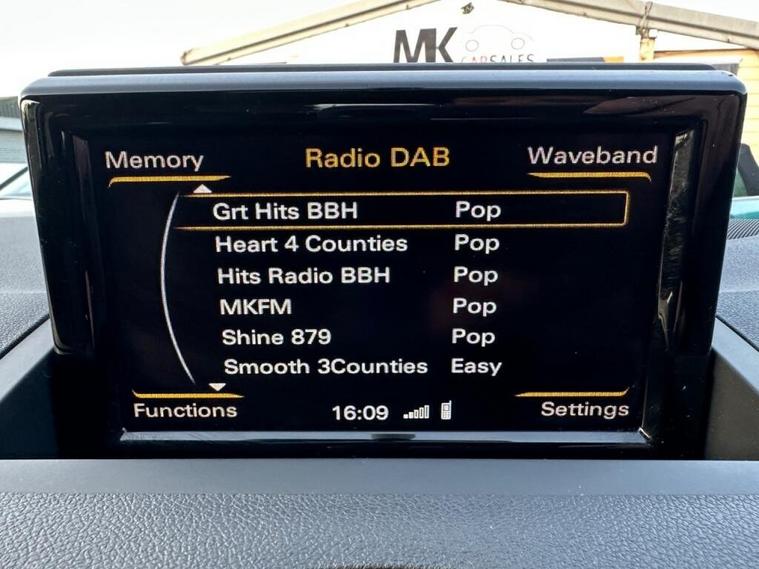 MK
CARSALES
Memory Radio DAB Waveband
Grt Hits BBH Pop
Heart 4 Counties Pop
Hits Radio BBH Pop
MKFM Pop
Shine 879 Pop
Smooth 3Counties Easy
Functions 16:09 Settings